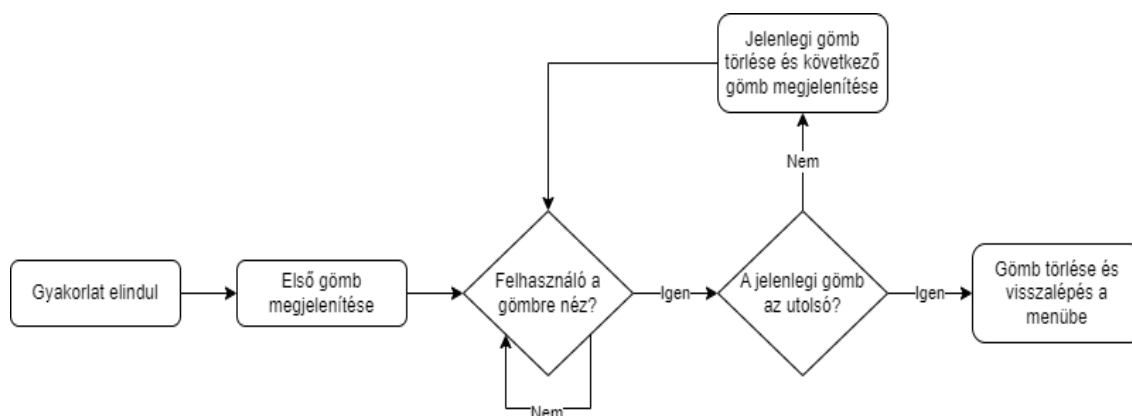 Jelenlegi gömb
törlése és következő
gömb megjelenítése
Nem
Gyakorlat elindul
Első gömb
megjelenítése
Felhasználó a
gömbre néz?
Igen
A jelenlegi gömb
az utolsó?
Igen
Gömb törlése és
visszalépés a
menübe
Nem